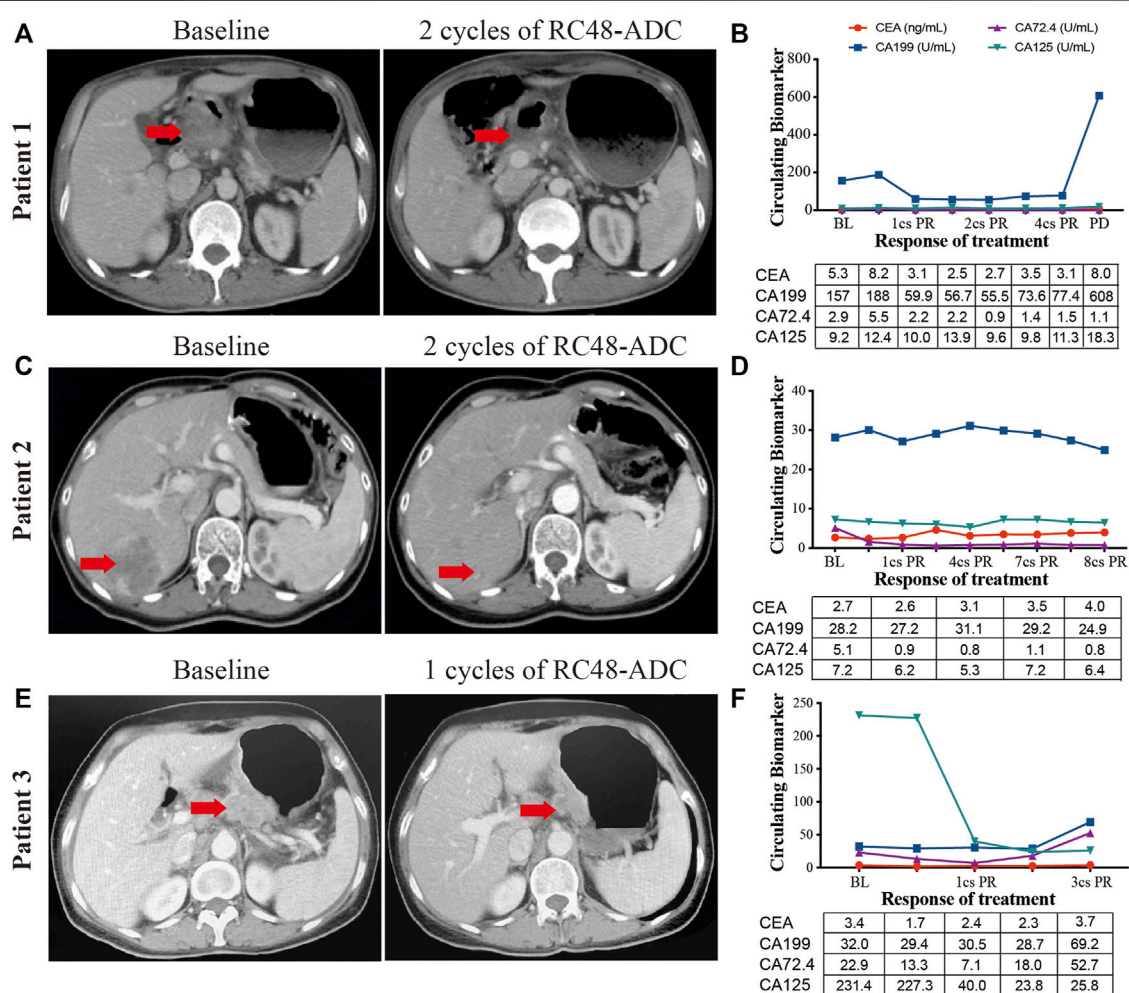 A
Baseline
2 cycles of RC48-ADC
Patient 1
B
CEA (ng/mL)
CA72.4 (U/mL)
CA199 (U/mL)
CA125 (U/mL)
Circulating Biomarker
800
600
400
200
0
BL 1cs PR 2cs PR 4cs PR PD
Response of treatment
CEA 5.3 8.2 3.1 2.5 2.7 3.5 3.1 8.0
CA199 157 188 59.9 56.7 55.5 73.6 77.4 608
CA72.4 2.9 5.5 2.2 2.2 0.9 1.4 1.5 1.1
CA125 9.2 12.4 10.0 13.9 9.6 9.8 11.3 18.3
C
Baseline
2 cycles of RC48-ADC
Patient 2
D
Circulating Biomarker
40
30
20
10
0
BL 1cs PR 4cs PR 7cs PR 8cs PR
Response of treatment
CEA 2.7 2.6 3.1 3.5 4.0
CA199 28.2 27.2 31.1 29.2 24.9
CA72.4 5.1 0.9 0.8 1.1 0.8
CA125 7.2 6.2 5.3 7.2 6.4
E
Baseline
1 cycles of RC48-ADC
Patient 3
F
Circulating Biomarker
250
200
150
100
50
0
BL 1cs PR 3cs PR
Response of treatment
CEA 3.4 1.7 2.4 2.3 3.7
CA199 32.0 29.4 30.5 28.7 69.2
CA72.4 22.9 13.3 7.1 18.0 52.7
CA125 231.4 227.3 40.0 23.8 25.8